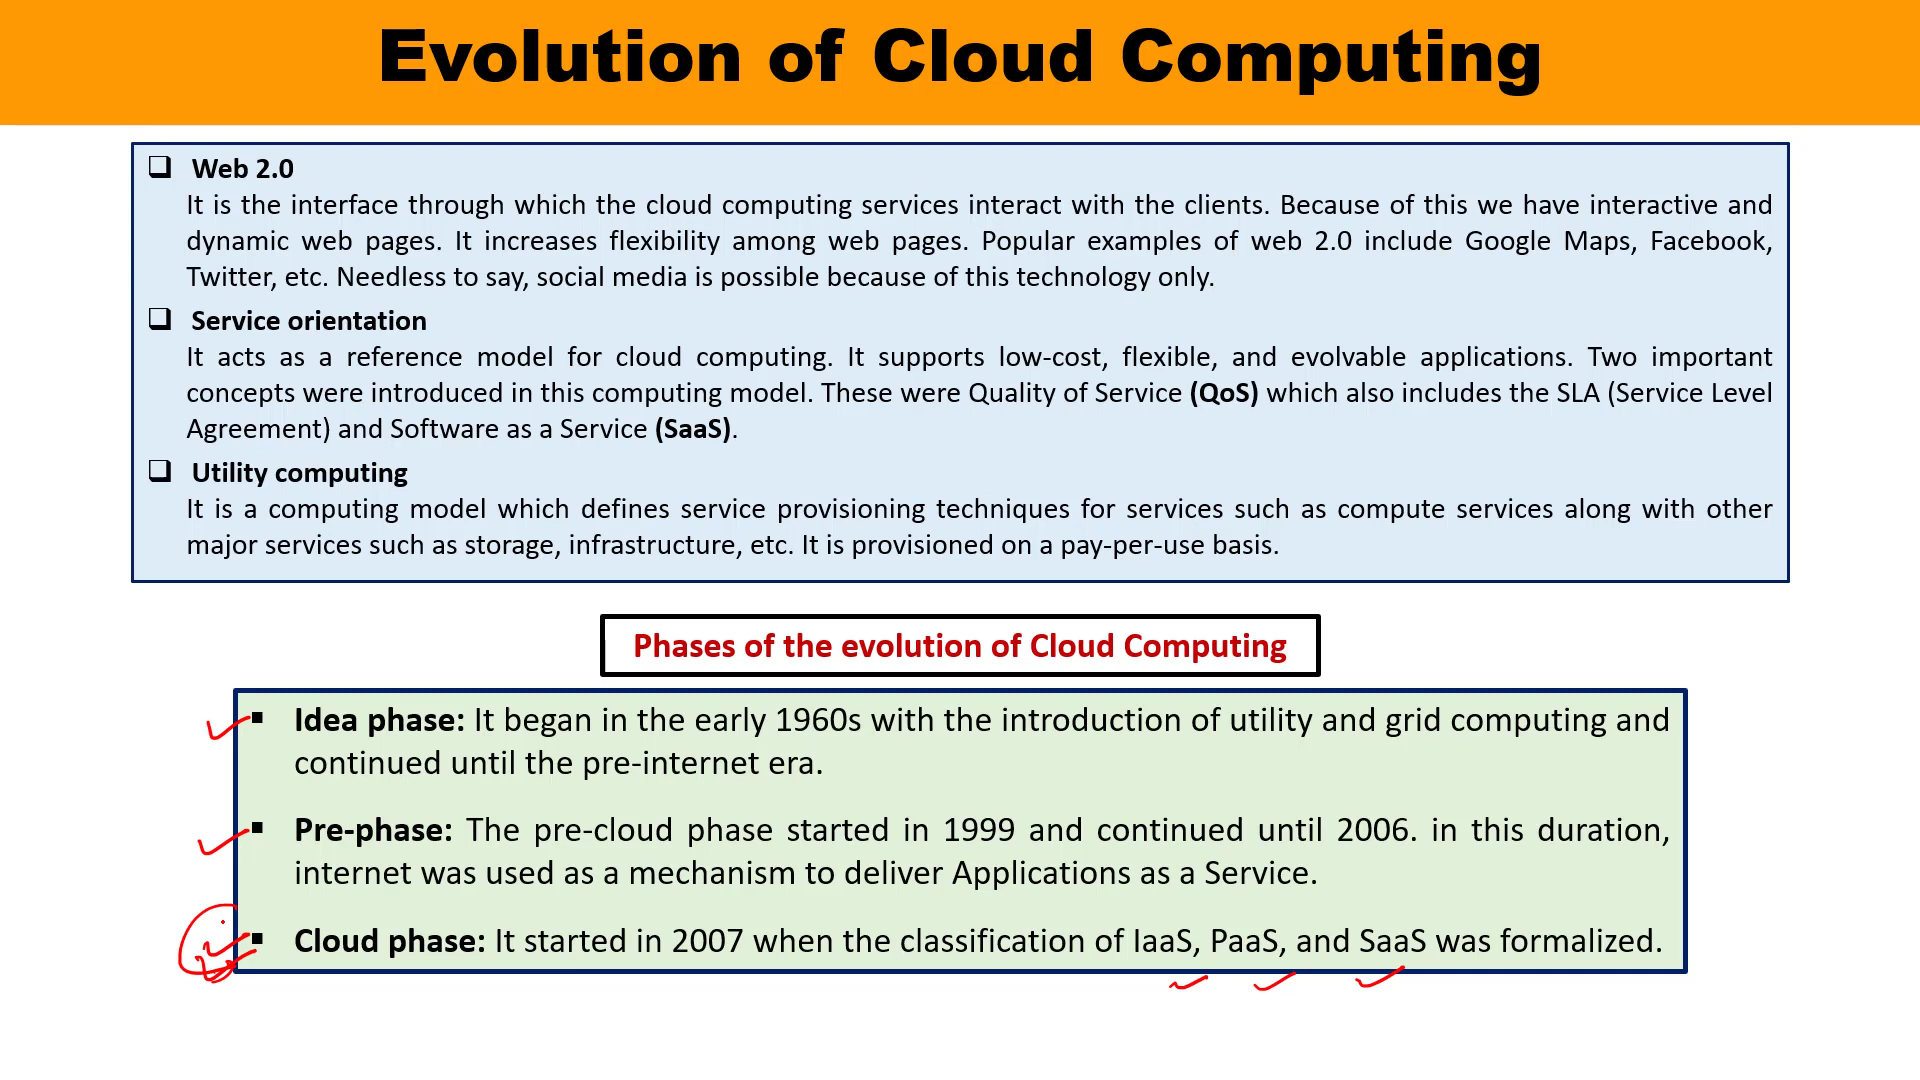 Evolution of Cloud Computing
❑ Web 2.0
It is the interface through which the cloud computing services interact with the clients. Because of this we have interactive and
dynamic web pages. It increases flexibility among web pages. Popular examples of web 2.0 include Google Maps, Facebook,
Twitter, etc. Needless to say, social media is possible because of this technology only.
❑ Service orientation
It acts as a reference model for cloud computing. It supports low-cost, flexible, and evolvable applications. Two important
concepts were introduced in this computing model. These were Quality of Service (QoS) which also includes the SLA (Service Level
Agreement) and Software as a Service (SaaS).
❑ Utility computing
It is a computing model which defines service provisioning techniques for services such as compute services along with other
major services such as storage, infrastructure, etc. It is provisioned on a pay-per-use basis.
Phases of the evolution of Cloud Computing
▪ Idea phase: It began in the early 1960s with the introduction of utility and grid computing and
continued until the pre-internet era.
▪ Pre-phase: The pre-cloud phase started in 1999 and continued until 2006. in this duration,
internet was used as a mechanism to deliver Applications as a Service.
▪ Cloud phase: It started in 2007 when the classification of IaaS, PaaS, and SaaS was formalized.